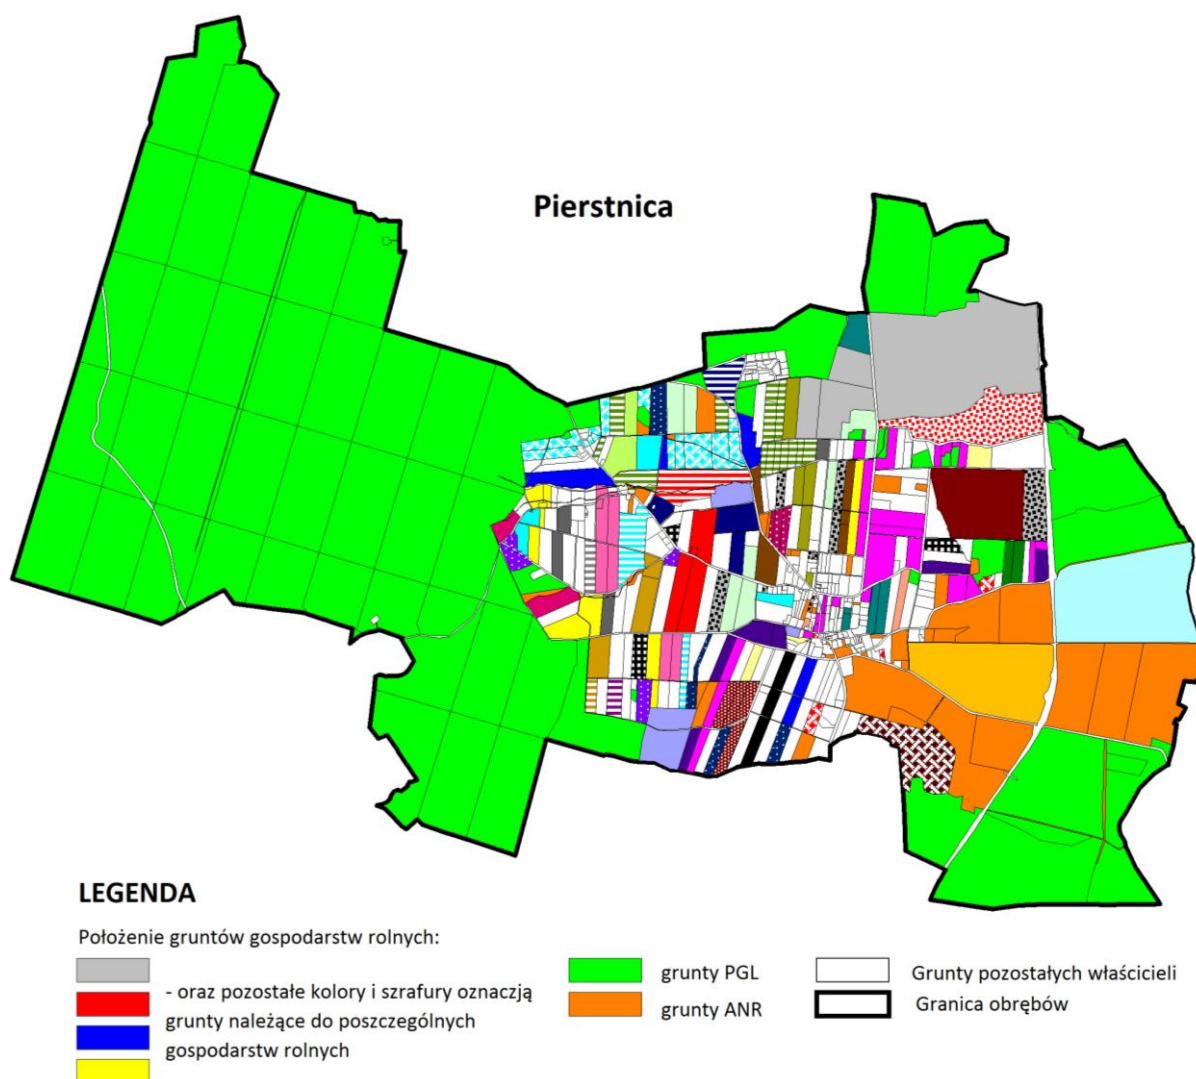 Pierstnica
LEGENDA
Położenie gruntów gospodarstw rolnych:
- oraz pozostałe kolory i szrafury oznaczją
grunty należące do poszczególnych
gospodarstw rolnych
grunty PGL
grunty ANR
Grunty pozostałych właścicieli
Granica obrębów